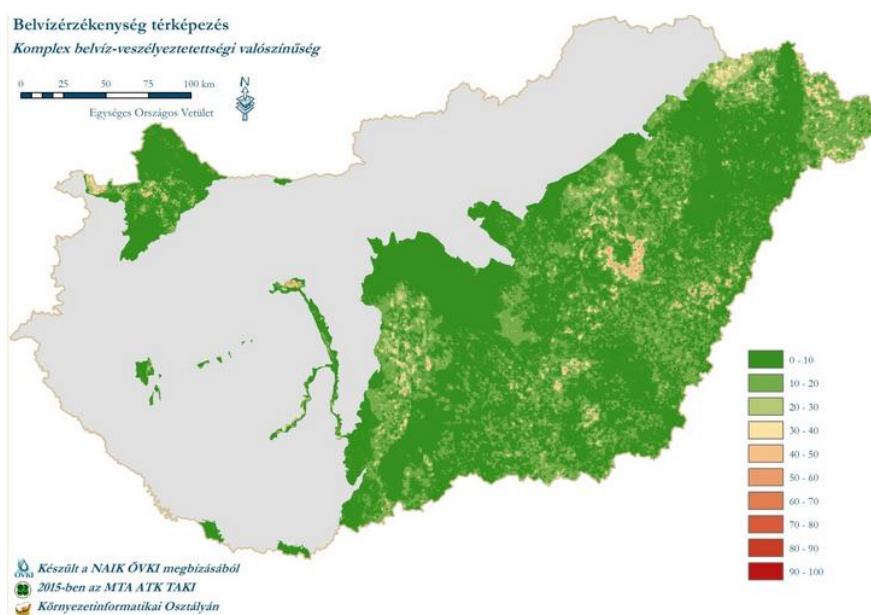 Belvízérzékenység térképezés
Komplex belvíz-veszélyeztetettségi valószínűség
0 25 50 75 100 km
N
Egységes Országos Vetület
0 - 10
10 - 20
20 - 30
30 - 40
40 - 50
50 - 60
60 - 70
70 - 80
80 - 90
90 - 100
ÖVKI
Készült a NAIK ÖVKI megbízásából
2015-ben az MTA ATK TAKI
Környezetinformatikai Osztályán